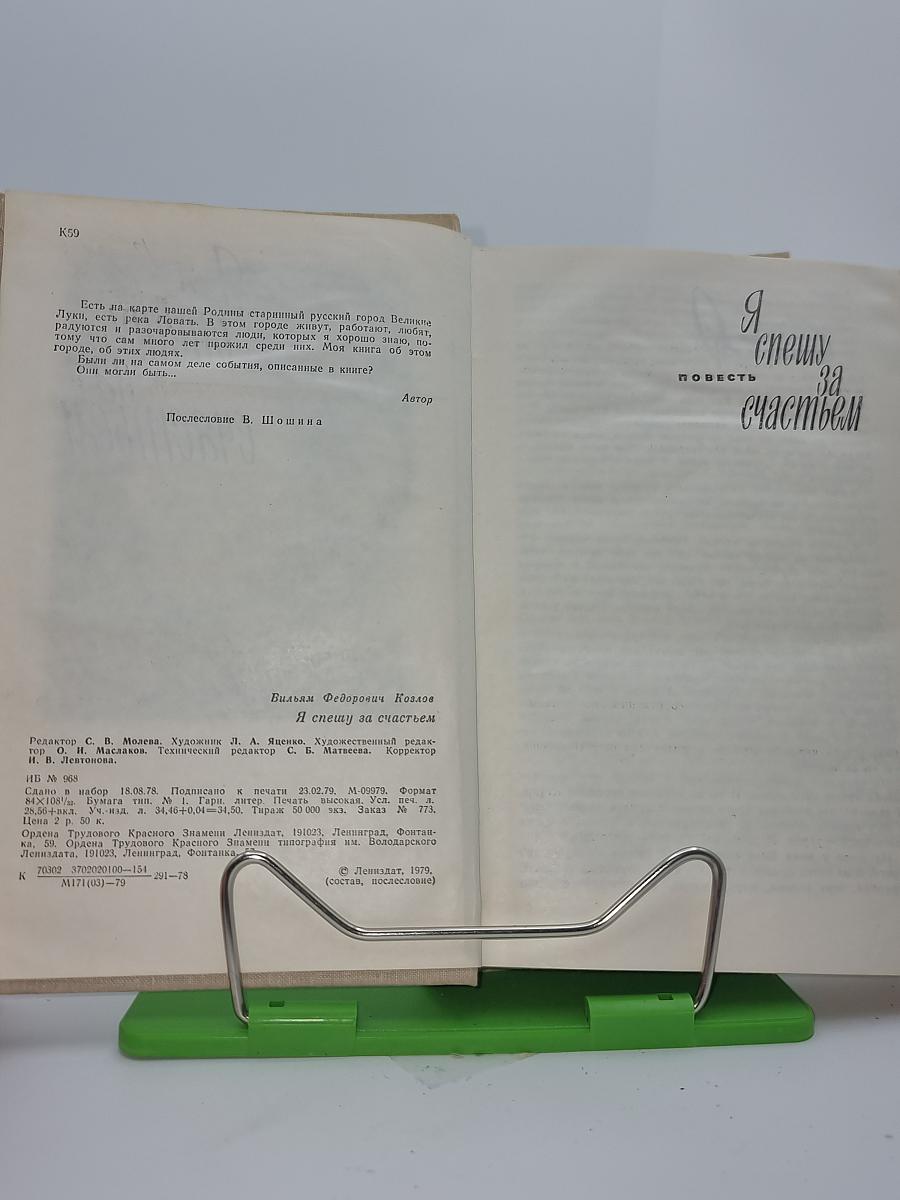 К59
Есть на карте нашей Родины старинный русский город Великие
Луки, есть река Ловать. В этом городе живут, работают, любят,
радуются и разочаровываются люди, которых я хорошо знаю, по-
тому что сам много лет прожил среди них. Моя книга об этом
городе, об этих людях.
Были ли на самом деле события, описанные в книге?
Они могли быть...
Автор
Послесловие В. Шошина
Вильям Федорович Козлов
Я спешу за счастьем
Редактор С. В. Молева. Художник Л. А. Яценко. Художественный редак-
тор О. И. Маслаков. Технический редактор С. Б. Матвеева. Корректор
И. В. Левтонова.
ИБ № 968
Сдано в набор 18.08.78. Подписано к печати 23.02.79. М-09979. Формат
84×108¹/₃₂. Бумага тип. № 1. Гарн. литер. Печать высокая. Усл. печ. л.
28,56+вкл. Уч.-изд. л. 34,46+0,04=34,50. Тираж 50 000 экз. Заказ № 773.
Цена 2 р. 50 к.
Ордена Трудового Красного Знамени Лениздат, 191023, Ленинград, Фонтан-
ка, 59. Ордена Трудового Красного Знамени типография им. Володарского
Лениздата, 191023, Ленинград, Фонтанка,
К 70302—3702020100—154 291—78
М171(03)—79
© Лениздат, 1979,
(состав, послесловие)
Я
спешу
ПОВЕСТЬ за
счастьем